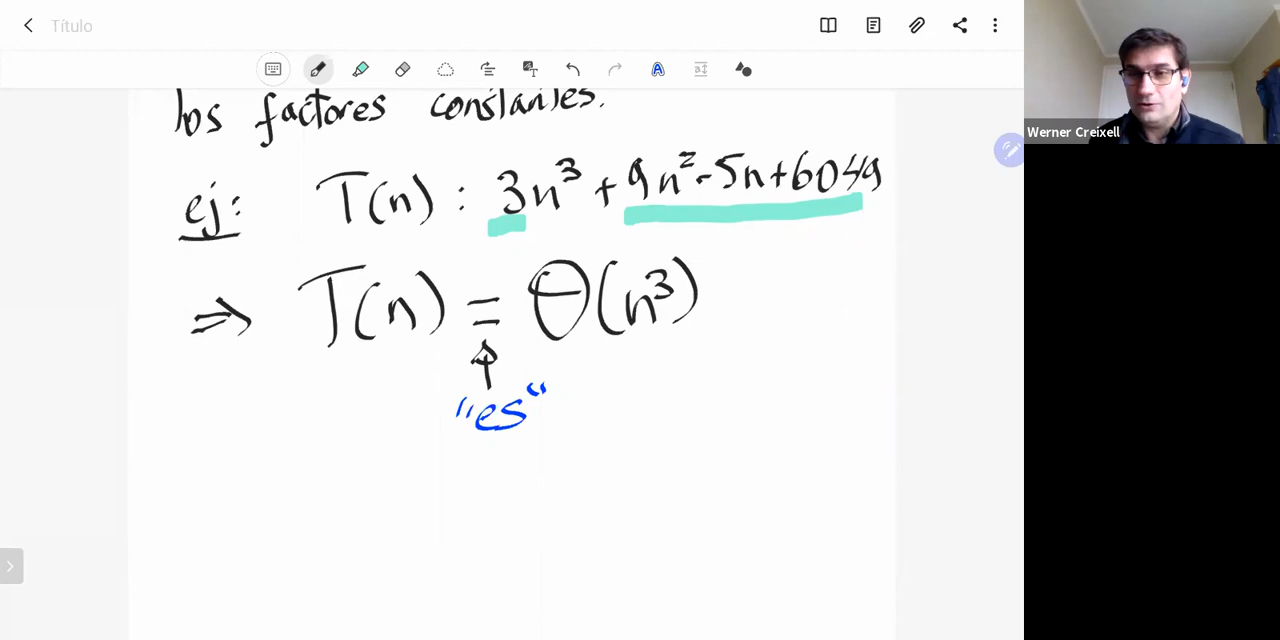 Título
los factores constantes.
Werner Creixell
ej: T(n) : 3n³ + 9n² - 5n + 6049
⇒ T(n) = Θ(n³)
↑
"es"